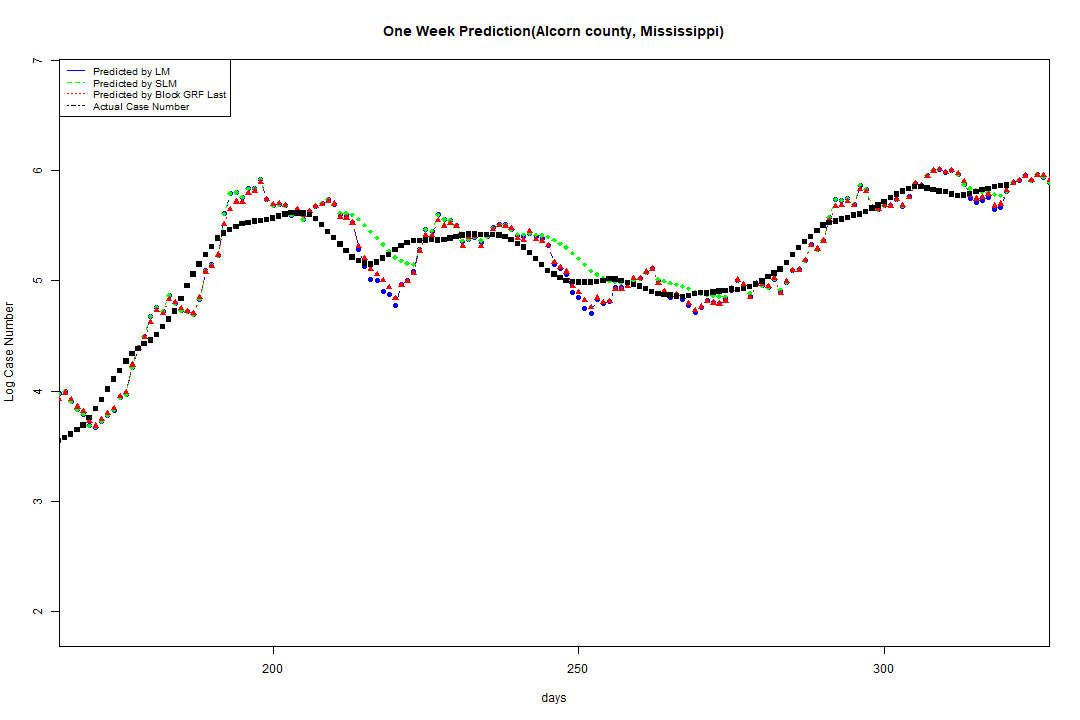 One Week Prediction(Alcorn county, Mississippi)
Predicted by LM
Predicted by SLM
Predicted by Block GRF Last
Actual Case Number
7
6
5
4
3
2
Log Case Number
200 250 300
days